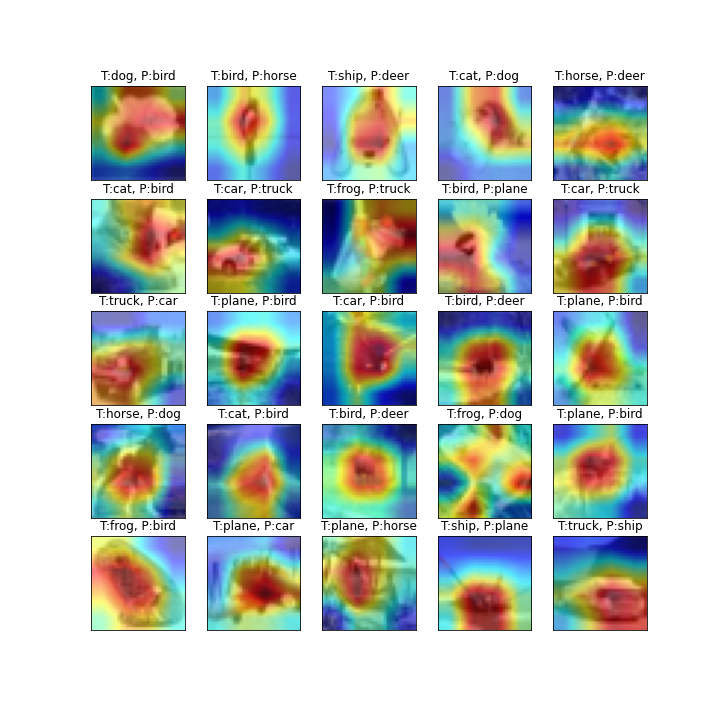 T:dog, P:bird
T:bird, P:horse
T:ship, P:deer
T:cat, P:dog
T:horse, P:deer
T:cat, P:bird
T:car, P:truck
T:frog, P:truck
T:bird, P:plane
T:car, P:truck
T:truck, P:car
T:plane, P:bird
T:car, P:bird
T:bird, P:deer
T:plane, P:bird
T:horse, P:dog
T:cat, P:bird
T:bird, P:deer
T:frog, P:dog
T:plane, P:bird
T:frog, P:bird
T:plane, P:car
T:plane, P:horse
T:ship, P:plane
T:truck, P:ship